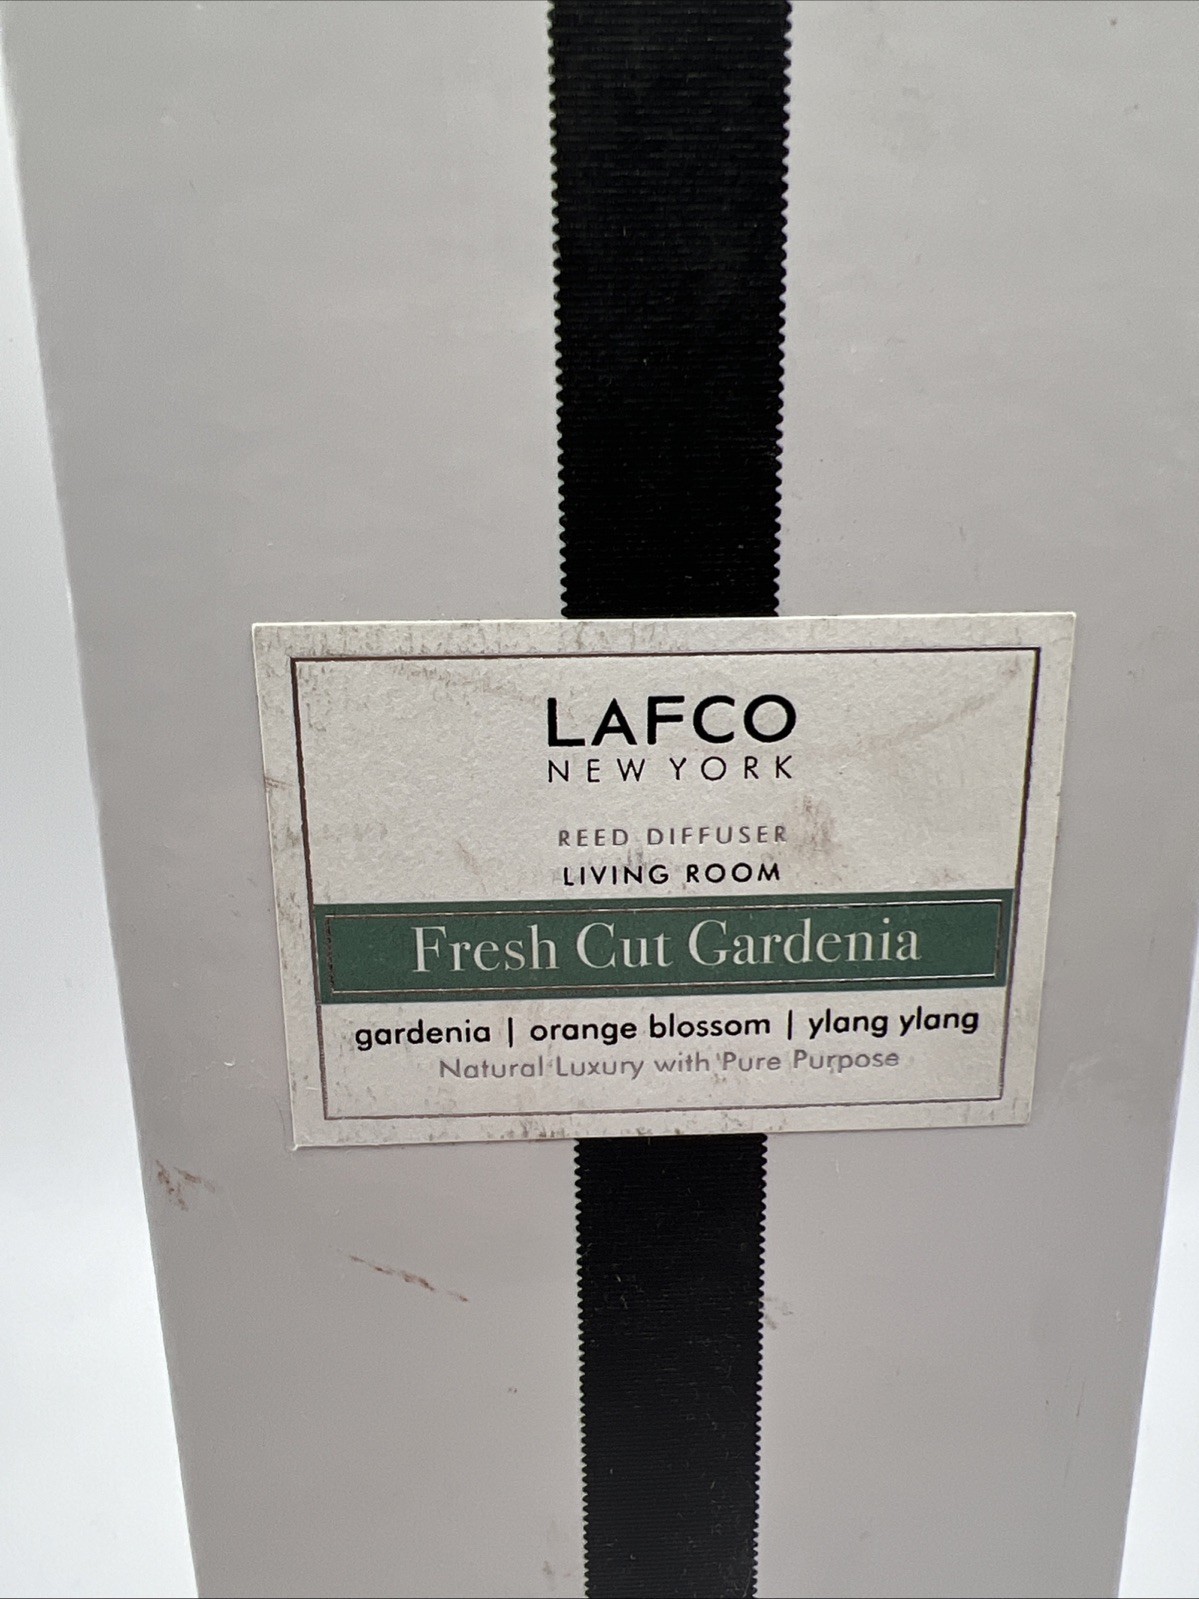 LAFCO
NEW YORK
REED DIFFUSER
LIVING ROOM
Fresh Cut Gardenia
gardenia | orange blossom | ylang ylang
Natural Luxury with Pure Purpose